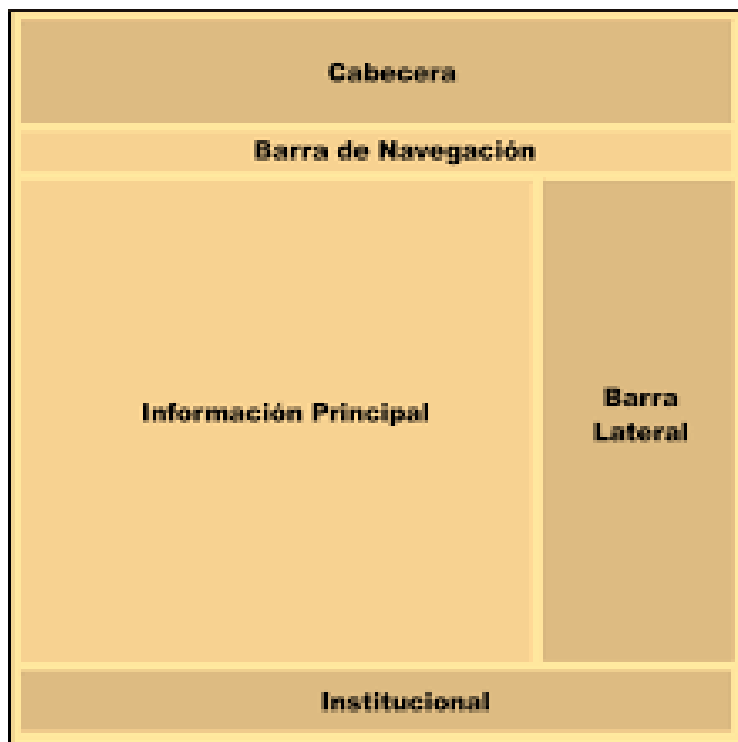 Cabecera
Barra de Navegación
Información Principal
Barra
Lateral
Institucional